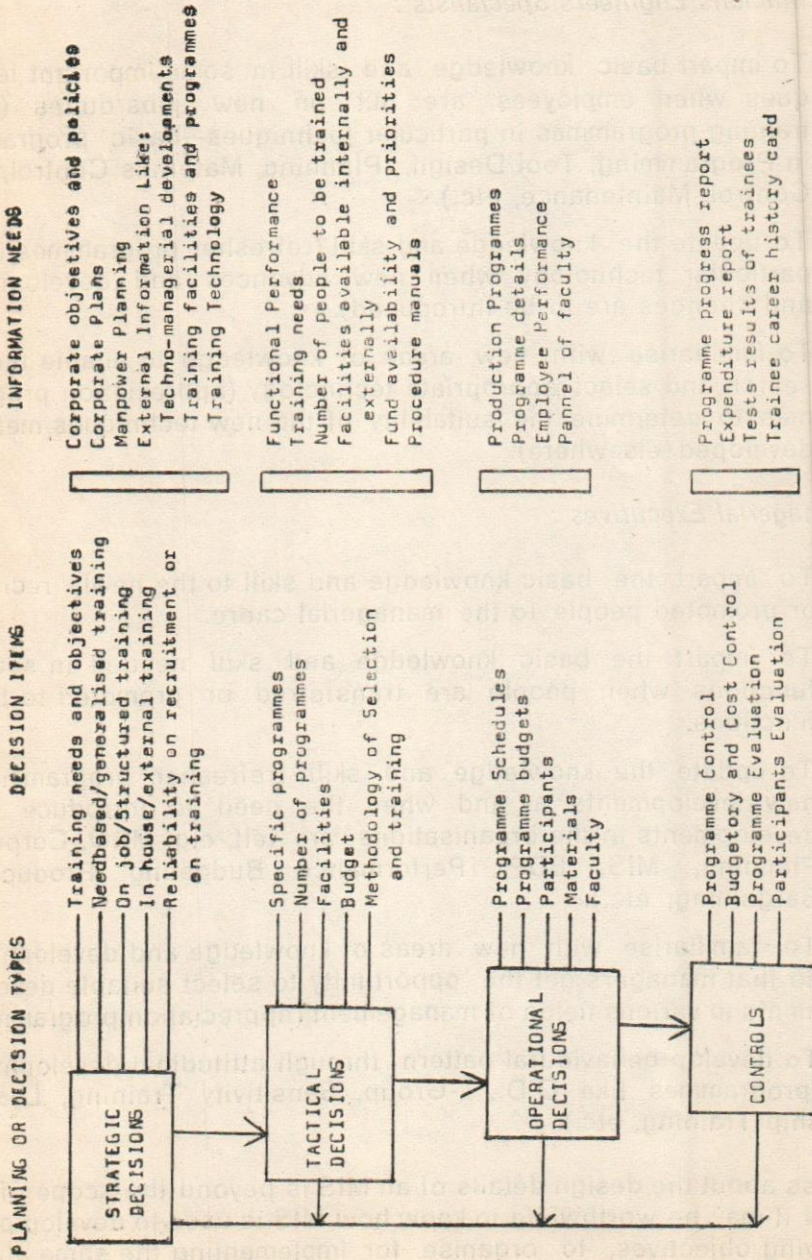 PLANNING OR DECISION TYPES
DECISION ITEMS
INFORMATION NEEDS
STRATEGIC
DECISIONS
Training needs and objectives
Needbased/generalised training
On job/Structured training
In house/external training
Reliability on recruitment or
training
Corporate objectives and policies
Corporate Plans
Manpower Planning
External Information Like:
Techno-managerial developments
Training facilities and programmes
Training Technology
TACTICAL
DECISIONS
Specific programmes
Number of programmes
Facilities
Budget
Methodology of Selection
and training
Functional Performance
Training needs
Number of people to be trained
Facilities available internally and
externally
Find availability and priorities
Procedure manuals
OPERATIONAL
DECISIONS
Programme Schedules
Programme budgets
Participants
Materials
Faculty
Production Programmes
Programme details
Employee Performance
Pannel of faculty
CONTROLS
Programme Control
Budgetory and Cost Control
Programme Evaluation
Participants Evaluation
Programme progress report
Expenditure report
Tests results of trainees
Trainee career history card